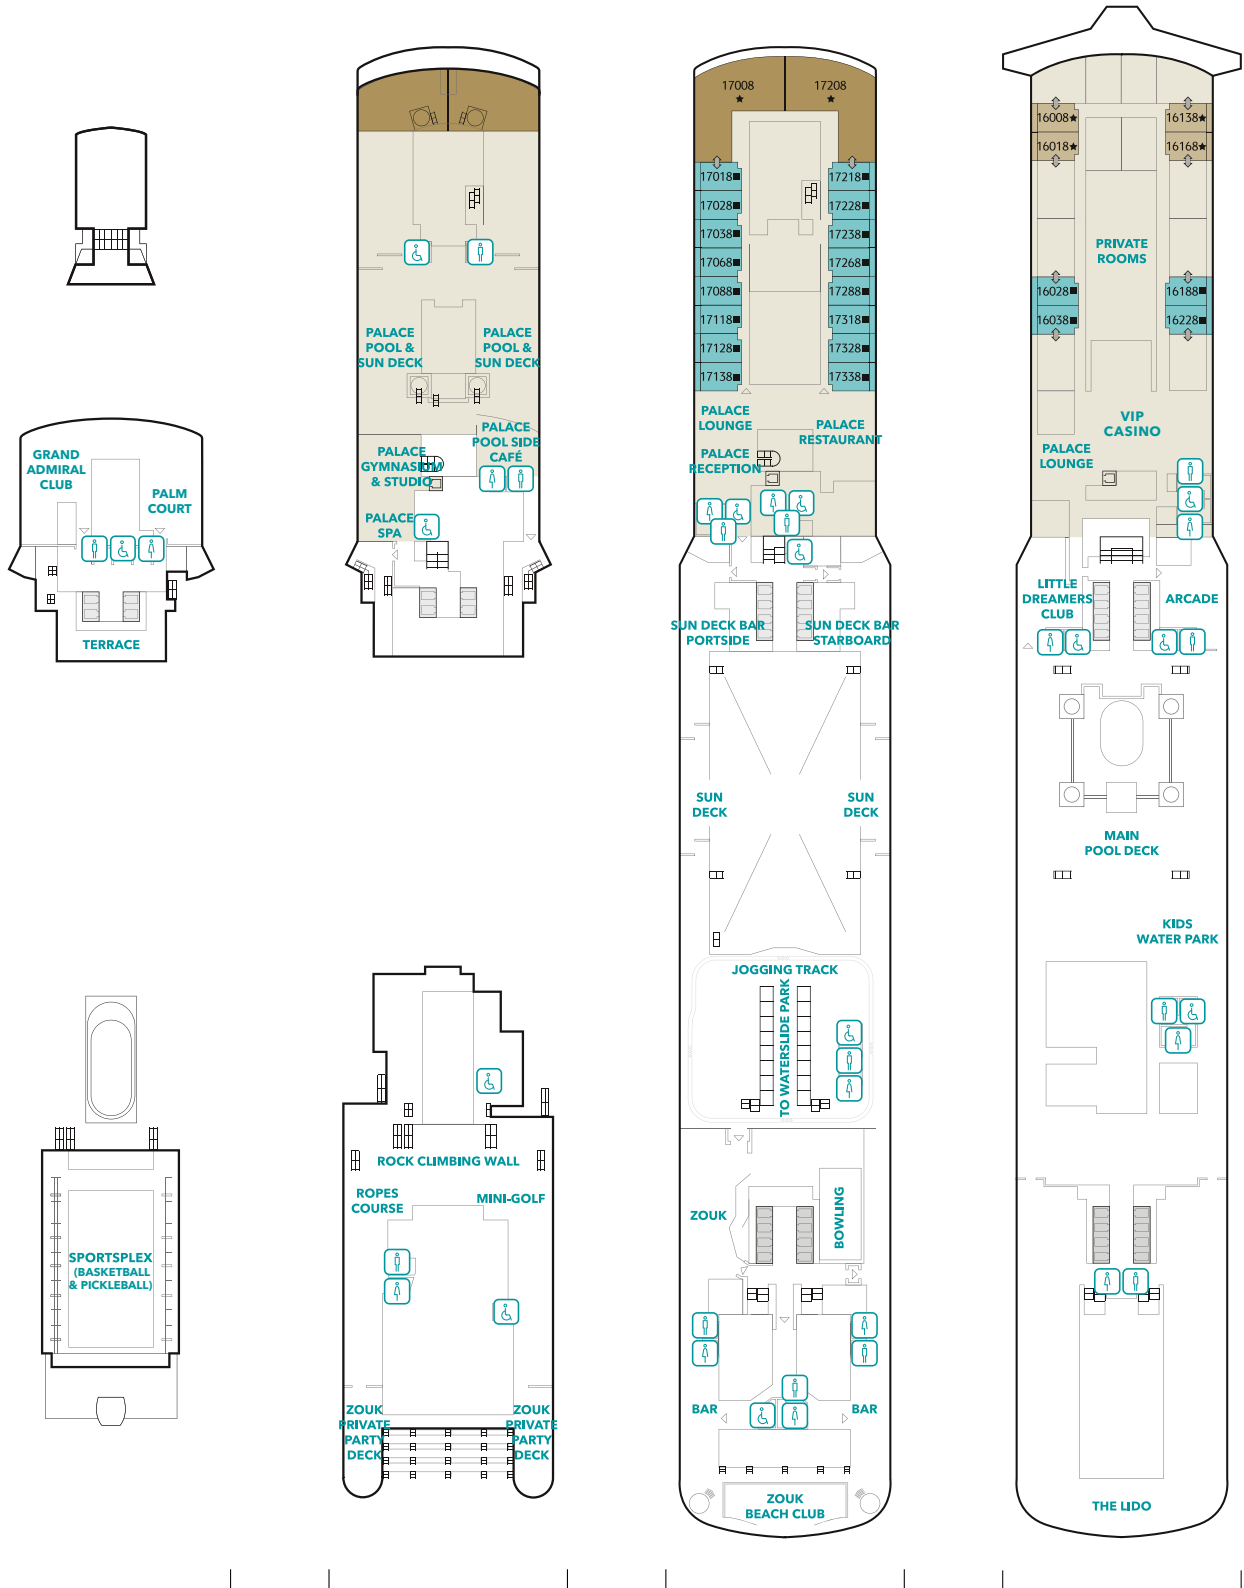 GRAND
ADMIRAL
CLUB
PALM
COURT
TERRACE
SPORTSPLEX
(BASKETBALL
& PICKLEBALL)
PALACE
POOL &
SUN DECK
PALACE
POOL &
SUN DECK
PALACE
POOL SIDE
CAFÉ
PALACE
GYMNASIUM
& STUDIO
PALACE
SPA
ROCK CLIMBING WALL
ROPES
COURSE
MINI-GOLF
ZOUK
PRIVATE
PARTY
DECK
ZOUK
PRIVATE
PARTY
DECK
17008
17208
17018
17218
17028
17228
17038
17238
17068
17268
17088
17288
17118
17318
17128
17328
17138
17338
PALACE
LOUNGE
PALACE
RESTAURANT
PALACE
RECEPTION
SUN DECK BAR
PORTSIDE
SUN DECK BAR
STARBOARD
SUN
DECK
SUN
DECK
JOGGING TRACK
TO WATERSLIDE PARK
ZOUK
BOWLING
BAR
BAR
ZOUK
BEACH CLUB
16008
16138
16018
16168
PRIVATE
ROOMS
16028
16188
16038
16228
VIP
CASINO
PALACE
LOUNGE
LITTLE
DREAMERS
CLUB
ARCADE
MAIN
POOL DECK
KIDS
WATER PARK
THE LIDO